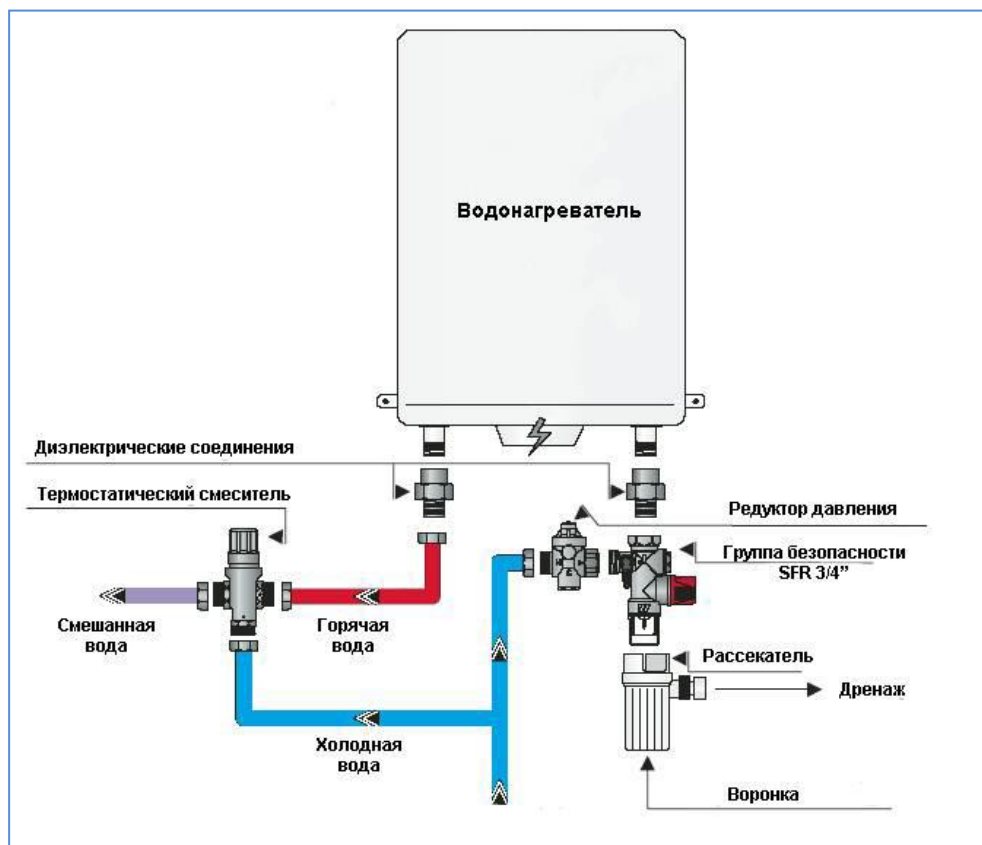 Водонагреватель
Диэлектрические соединения
Термостатический смеситель
Редуктор давления
Группа безопасности
SFR 3/4”
Смешанная
вода
Горячая
вода
Рассекатель
Дренаж
Холодная
вода
Воронка